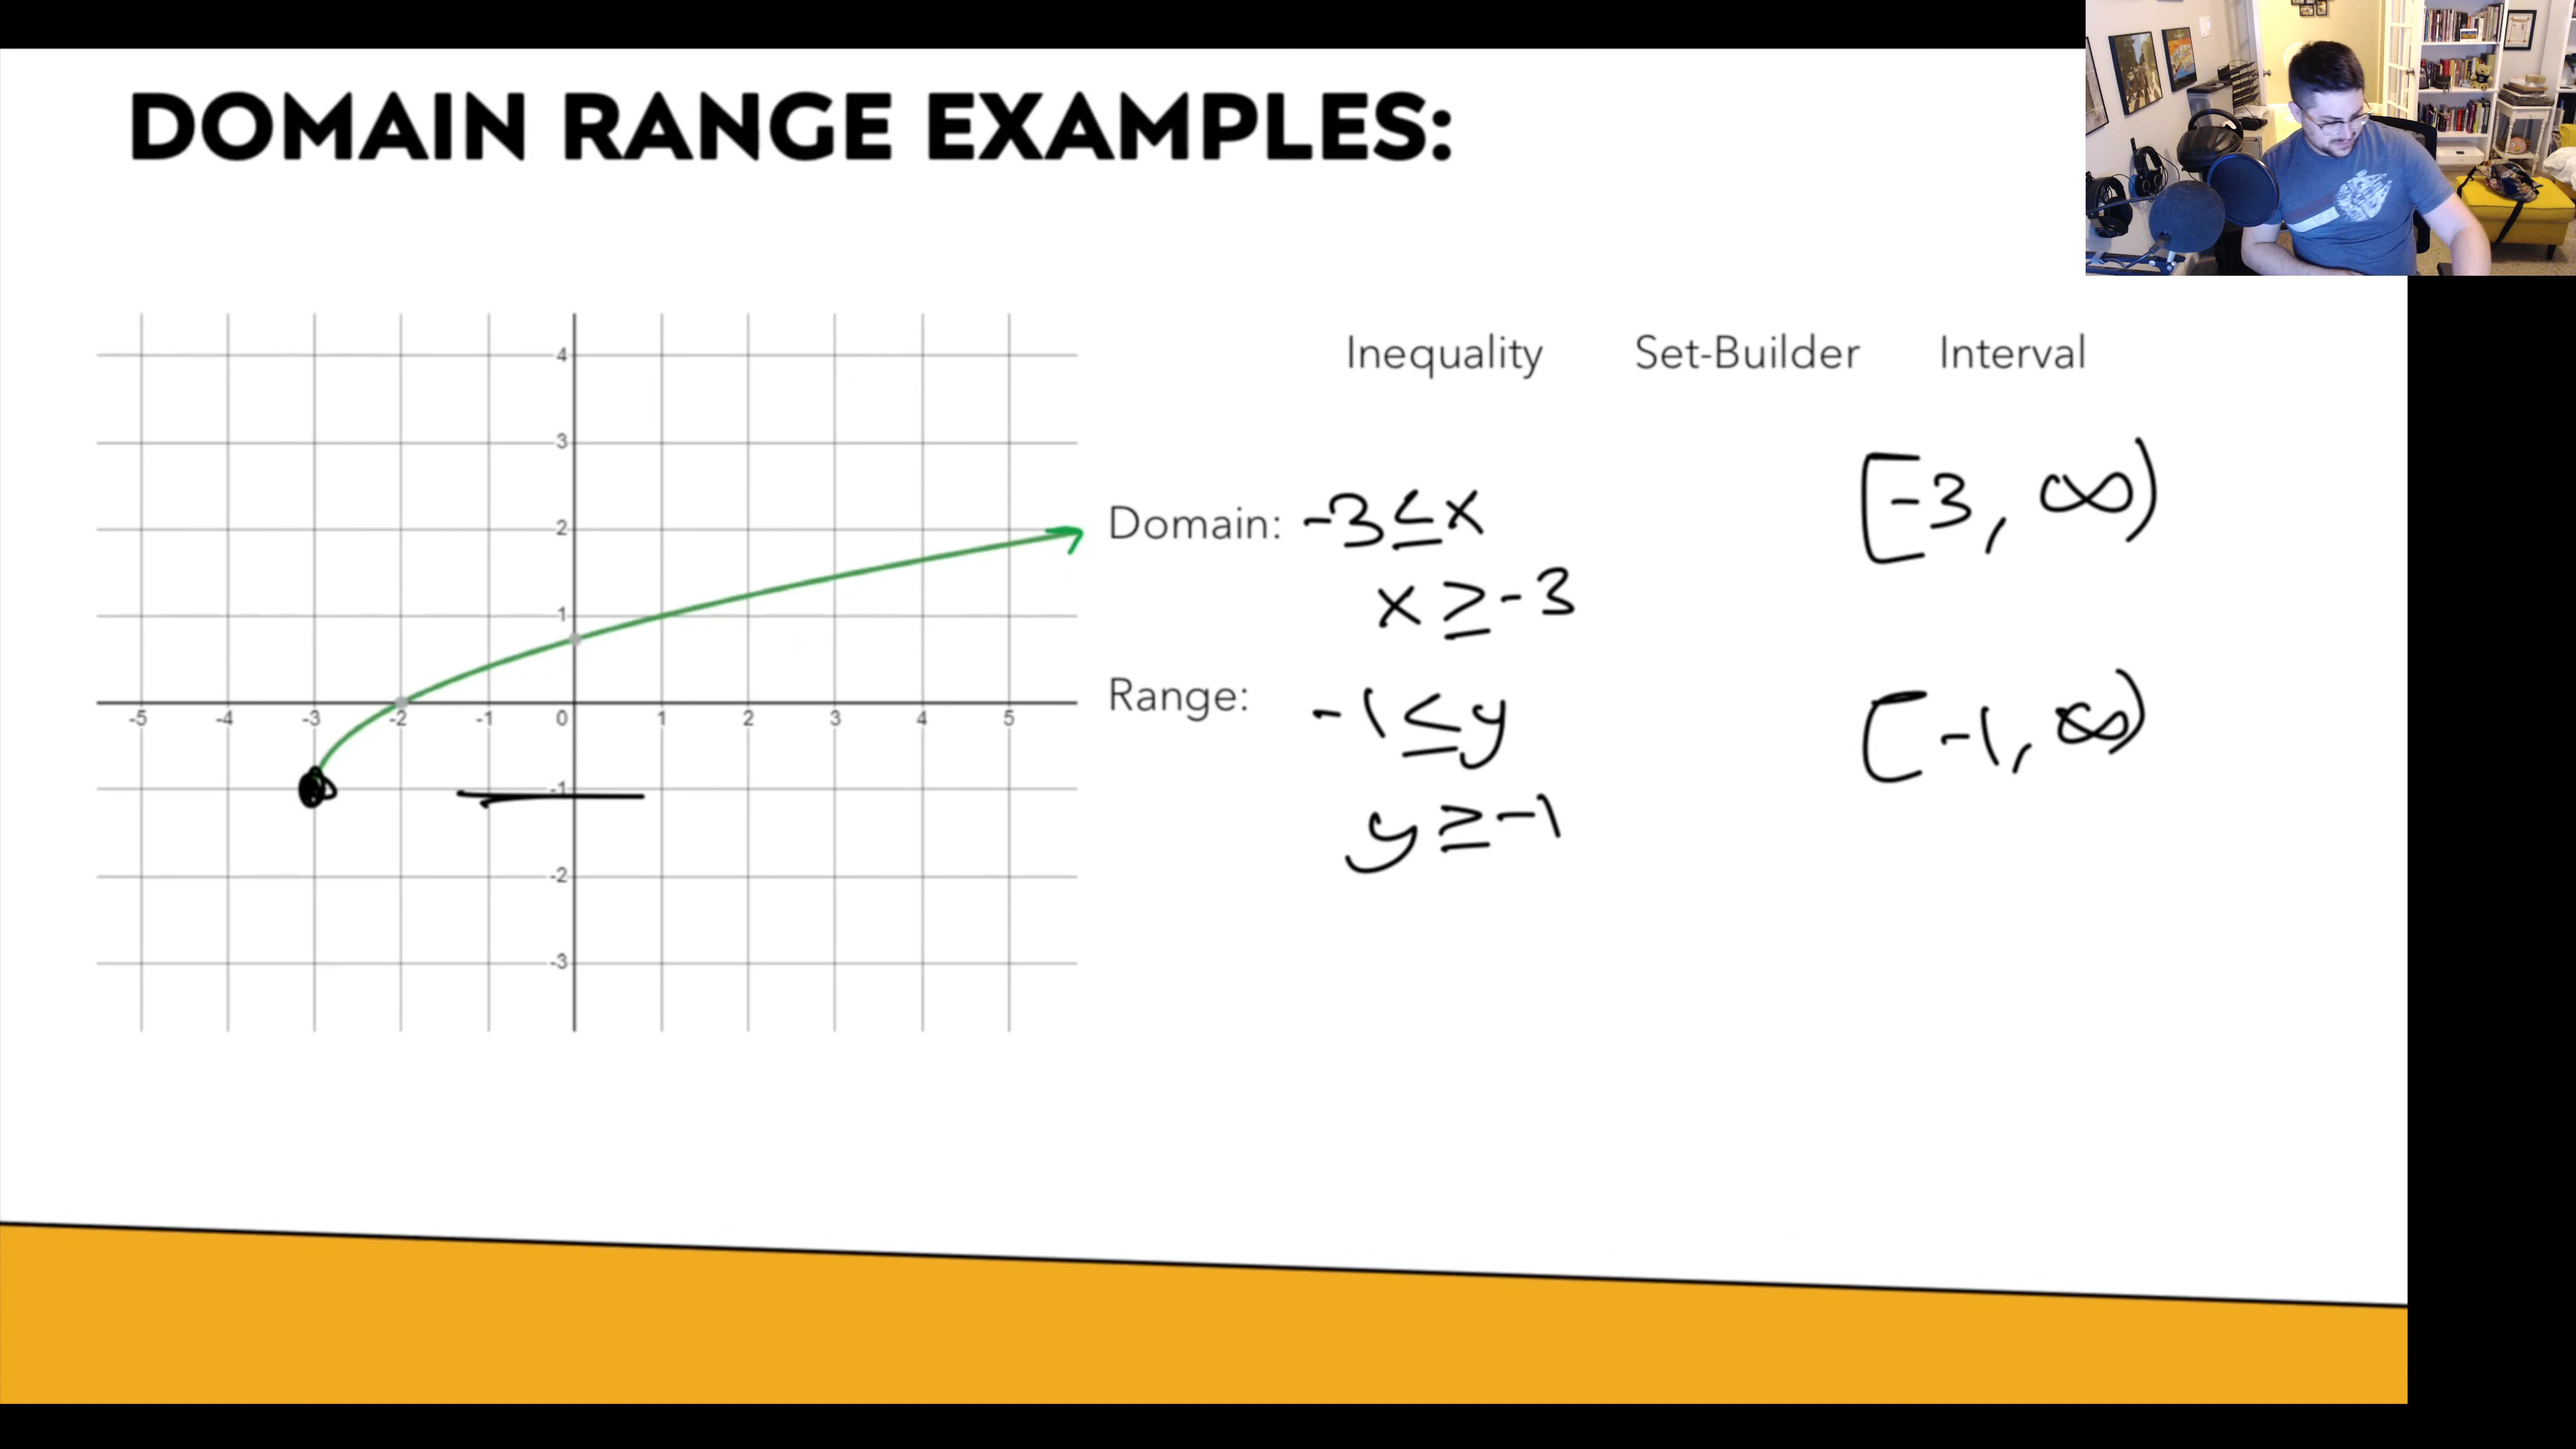 DOMAIN RANGE EXAMPLES:
Inequality Set-Builder Interval
Domain: -3≤x [-3, ∞)
x≥-3
Range: -1≤y [-1, ∞)
y≥-1
4
3
2
1
-5 -4 -3 -2 -1 0 1 2 3 4 5
-1
-2
-3